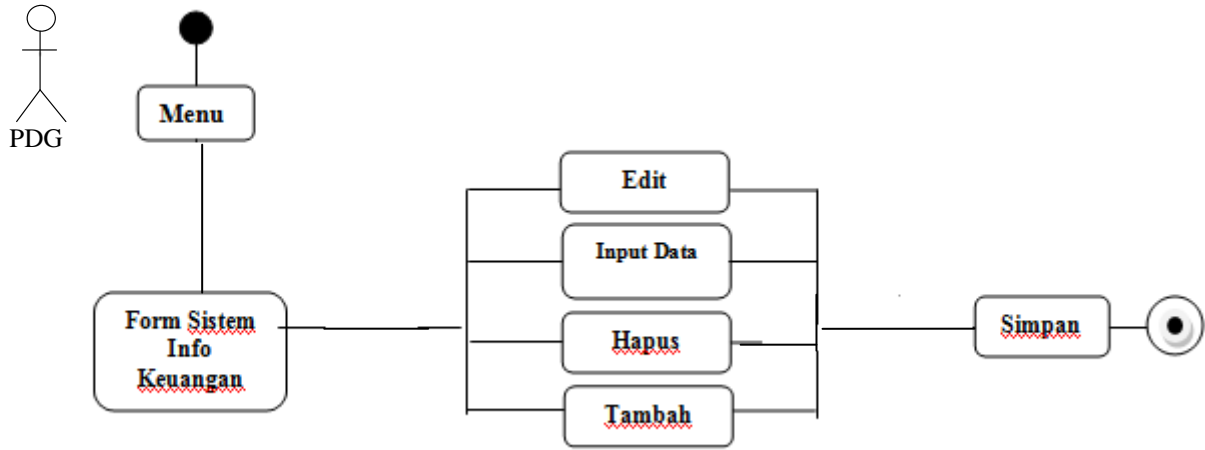 PDG
Menu
Form Sistem
Info
Keuangan
Edit
Input Data
Hapus
Tambah
Simpan